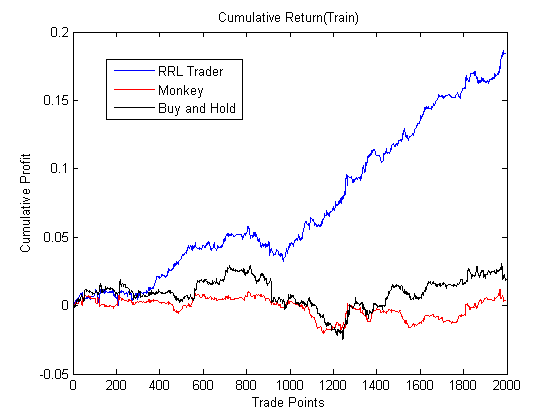 Cumulative Return(Train)
0.2
0.15
0.1
0.05
0
-0.05
Cumulative Profit
RRL Trader
Monkey
Buy and Hold
0 200 400 600 800 1000 1200 1400 1600 1800 2000
Trade Points